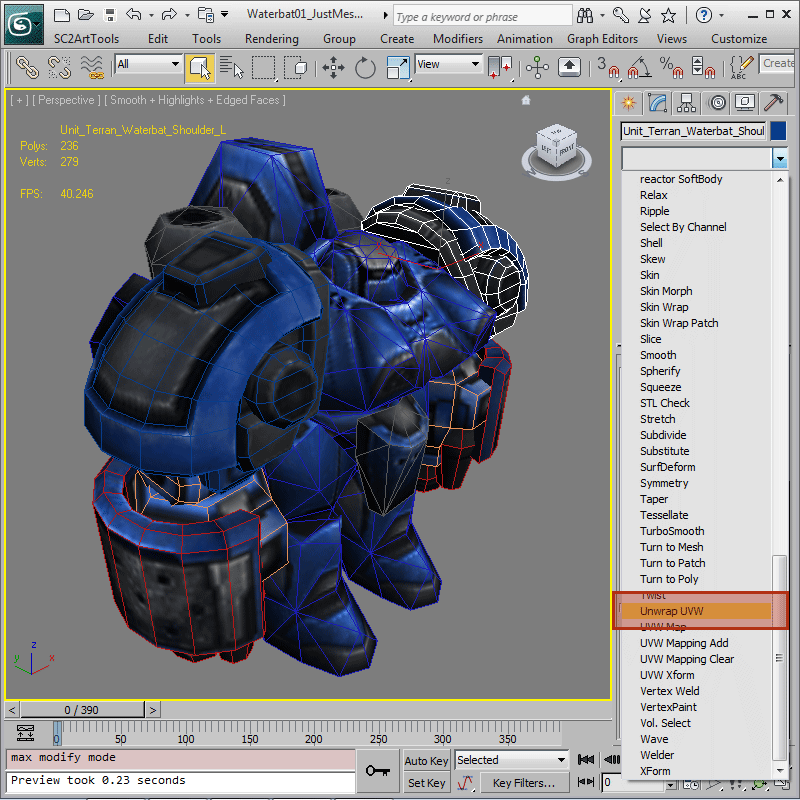 Waterbat01_JustMes...
Type a keyword or phrase
SC2ArtTools Edit Tools Rendering Group Create Modifiers Animation Graph Editors Views Customize
All
View
3
%
ABC
Create
[ + ] [ Perspective ] [ Smooth + Highlights + Edged Faces ]
Unit_Terran_Waterbat_Shoulder_L
Polys: 236
Verts: 279
FPS: 40.246
Unit_Terran_Waterbat_Shoul
reactor SoftBody
Relax
Ripple
Select By Channel
Shell
Skew
Skin
Skin Morph
Skin Wrap
Skin Wrap Patch
Slice
Smooth
Spherify
Squeeze
STL Check
Stretch
Subdivide
Substitute
SurfDeform
Symmetry
Taper
Tessellate
TurboSmooth
Turn to Mesh
Turn to Patch
Turn to Poly
Twist
Unwrap UVW
UVW Map
UVW Mapping Add
UVW Mapping Clear
UVW Xform
Vertex Weld
VertexPaint
Vol. Select
Wave
Welder
XForm
z
y
x
< 0 / 390 >
0 50 100 150 200 250 300 350
max modify mode
Preview took 0.23 seconds
Auto Key
Selected
Set Key
Key Filters...
0